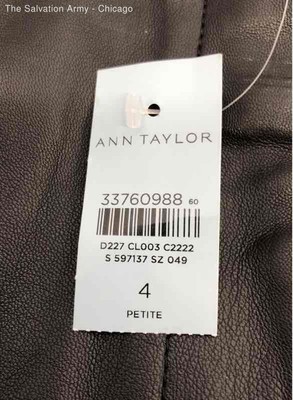 The Salvation Army - Chicago
ANN TAYLOR
33760988 60
D227 CL003 C2222
S 597137 SZ 049
4
PETITE